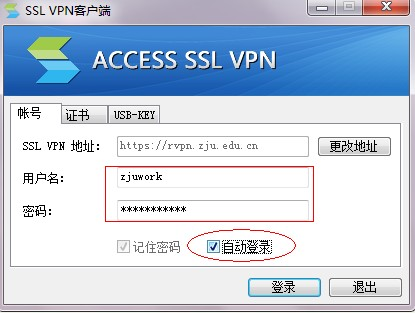 SSL VPN客户端
ACCESS SSL VPN
帐号 证书 USB-KEY
SSL VPN 地址: https://rvpn.zju.edu.cn 更改地址
用户名: zjuwork
密码: ***********
记住密码 自动登录
登录 退出